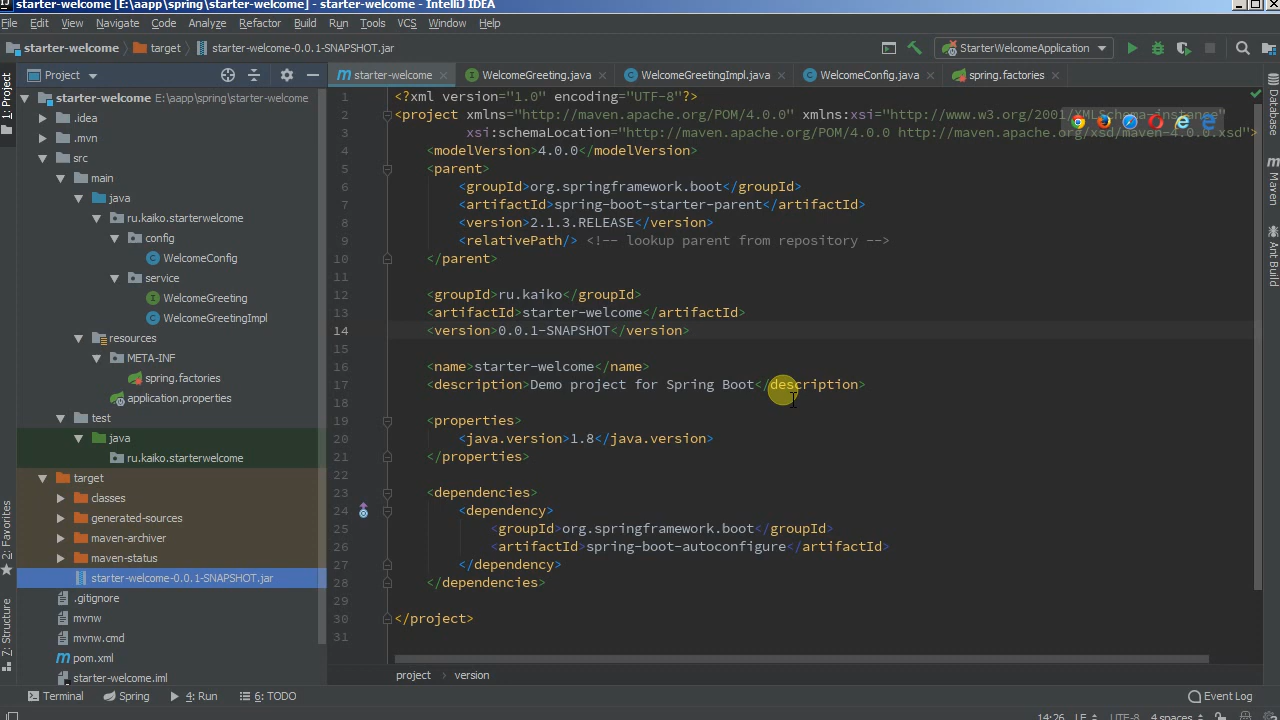 starter-welcome [E:\aapp\spring\starter-welcome] - starter-welcome - IntelliJ IDEA
File Edit View Navigate Code Analyze Refactor Build Run Tools VCS Window Help
starter-welcome target starter-welcome-0.0.1-SNAPSHOT.jar StarterWelcomeApplication
1: Project
Project
starter-welcome WelcomeGreeting.java WelcomeGreetingImpl.java WelcomeConfig.java spring.factories
starter-welcome E:\aapp\spring\starter-welcome
.idea
.mvn
src
main
java
ru.kaiko.starterwelcome
config
WelcomeConfig
service
WelcomeGreeting
WelcomeGreetingImpl
resources
META-INF
spring.factories
application.properties
test
java
ru.kaiko.starterwelcome
target
classes
generated-sources
maven-archiver
maven-status
starter-welcome-0.0.1-SNAPSHOT.jar
.gitignore
mvnw
mvnw.cmd
pom.xml
starter-welcome.iml
1 <?xml version="1.0" encoding="UTF-8"?>
2 <project xmlns="http://maven.apache.org/POM/4.0.0" xmlns:xsi="http://www.w3.org/2001/XMLSchema-instance"
3 xsi:schemaLocation="http://maven.apache.org/POM/4.0.0 http://maven.apache.org/xsd/maven-4.0.0.xsd">
4 <modelVersion>4.0.0</modelVersion>
5 <parent>
6 <groupId>org.springframework.boot</groupId>
7 <artifactId>spring-boot-starter-parent</artifactId>
8 <version>2.1.3.RELEASE</version>
9 <relativePath/> <!-- lookup parent from repository -->
10 </parent>
11
12 <groupId>ru.kaiko</groupId>
13 <artifactId>starter-welcome</artifactId>
14 <version>0.0.1-SNAPSHOT</version>
15
16 <name>starter-welcome</name>
17 <description>Demo project for Spring Boot</description>
18
19 <properties>
20 <java.version>1.8</java.version>
21 </properties>
22
23 <dependencies>
24 <dependency>
25 <groupId>org.springframework.boot</groupId>
26 <artifactId>spring-boot-autoconfigure</artifactId>
27 </dependency>
28 </dependencies>
29
30 </project>
31
project version
Database
Maven
Ant Build
2: Favorites
7: Structure
Terminal Spring 4: Run 6: TODO Event Log
14:26 LF UTF-8 4 spaces